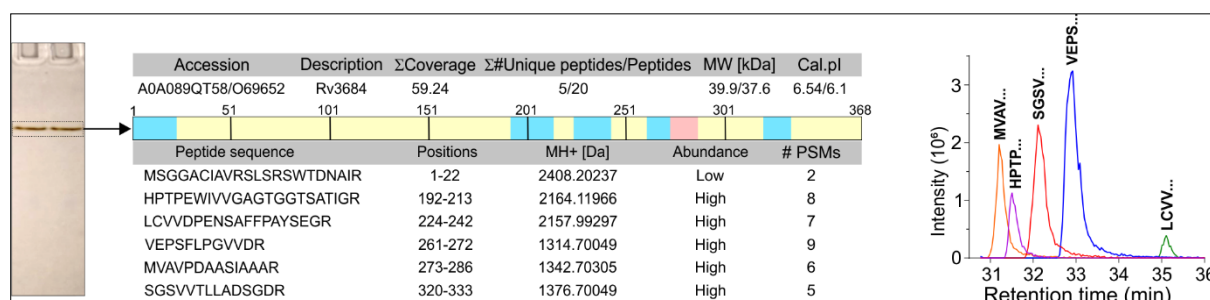 Accession Description ΣCoverage Σ#Unique peptides/Peptides MW [kDa] Cal.pI
A0A089QT58/O69652 Rv3684 59.24 5/20 39.9/37.6 6.54/6.1
1 51 101 151 201 251 301 368
Peptide sequence Positions MH+ [Da] Abundance # PSMs
MSGGACIAVRSLSRSWTDNAIR 1-22 2408.20237 Low 2
HPTPEWIVVGAGTGGTSATIGR 192-213 2164.11966 High 8
LCVVDPENSAFFPAYSEGR 224-242 2157.99297 High 7
VEPSFLPGVVDR 261-272 1314.70049 High 9
MVAVPDAASIAAAR 273-286 1342.70305 High 6
SGSVVTLLADSGDR 320-333 1376.70049 High 5
MVAV...
HPTP...
SGSV...
VEPS...
LCVV...
Intensity (10⁶)
3
2
1
0
31 32 33 34 35 36
Retention time (min)